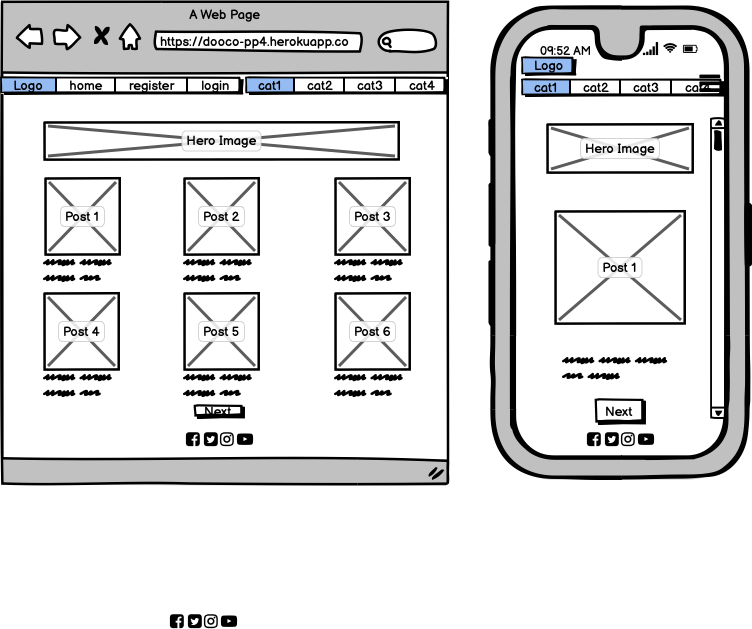 A Web Page
https://dooco-pp4.herokuapp.co
Logo home register login cat1 cat2 cat3 cat4
Hero Image
Post 1 Post 2 Post 3
Post 4 Post 5 Post 6
Next
09:52 AM
Logo
cat1 cat2 cat3 cat4
Hero Image
Post 1
Next